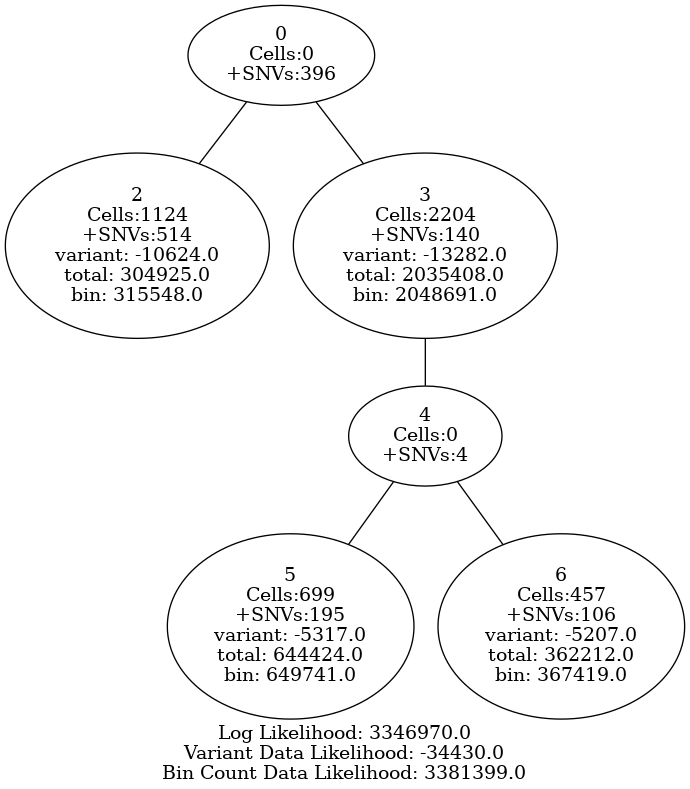 0
Cells:0
+SNVs:396
2
Cells:1124
+SNVs:514
variant: -10624.0
total: 304925.0
bin: 315548.0
3
Cells:2204
+SNVs:140
variant: -13282.0
total: 2035408.0
bin: 2048691.0
4
Cells:0
+SNVs:4
5
Cells:699
+SNVs:195
variant: -5317.0
total: 644424.0
bin: 649741.0
6
Cells:457
+SNVs:106
variant: -5207.0
total: 362212.0
bin: 367419.0
Log Likelihood: 3346970.0
Variant Data Likelihood: -34430.0
Bin Count Data Likelihood: 3381399.0